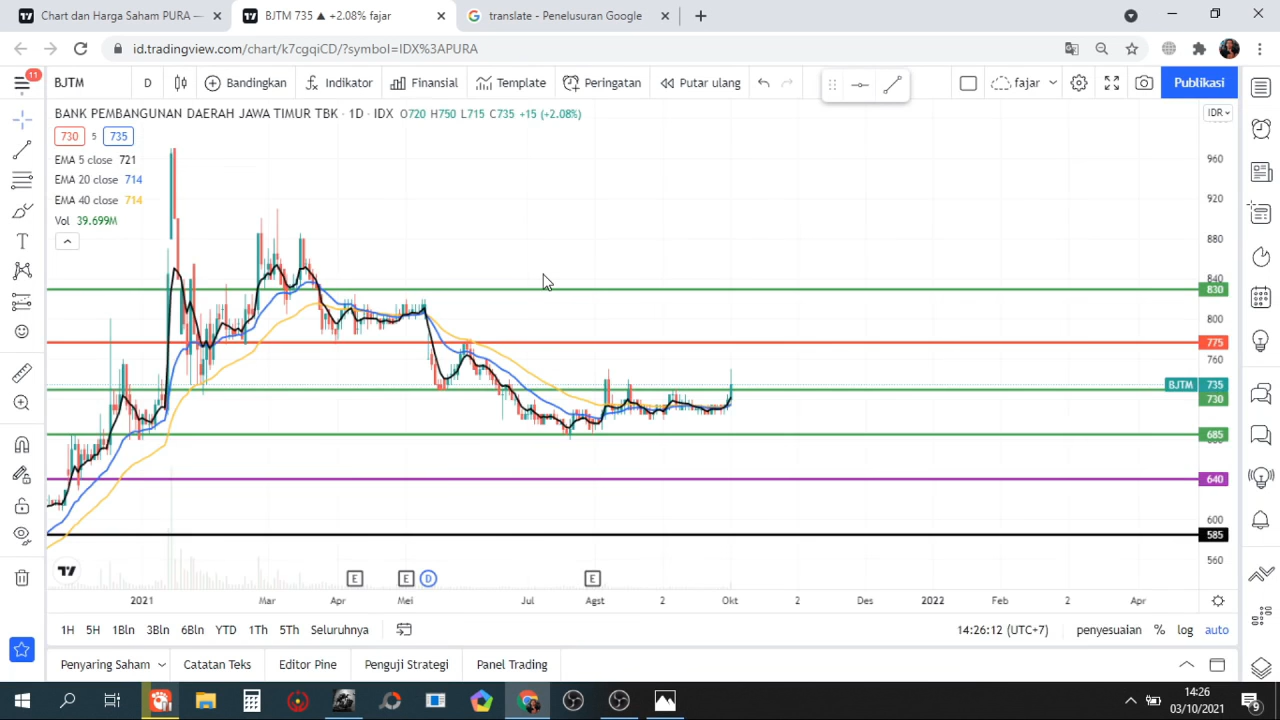 Chart dan Harga Saham PURA —
BJTM 735 ▲ +2.08% fajar
translate - Penelusuran Google
id.tradingview.com/chart/k7cgqiCD/?symbol=IDX%3APURA
11
BJTM
D
Bandingkan
Indikator
Finansial
Template
Peringatan
Putar ulang
fajar
Publikasi
BANK PEMBANGUNAN DAERAH JAWA TIMUR TBK · 1D · IDX O720 H750 L715 C735 +15 (+2.08%)
IDR
730 5 735
EMA 5 close 721
EMA 20 close 714
EMA 40 close 714
Vol 39.699M
960
920
880
840
830
800
775
760
BJTM 735
730
685
640
600
585
560
E E D E
2021 Mar Apr Mei Jul Agst 2 Okt 2 Des 2022 Feb 2 Apr
1H 5H 1Bln 3Bln 6Bln YTD 1Th 5Th Seluruhnya
14:26:12 (UTC+7) penyesuaian % log auto
Penyaring Saham Catatan Teks Editor Pine Penguji Strategi Panel Trading
14:26
03/10/2021
9